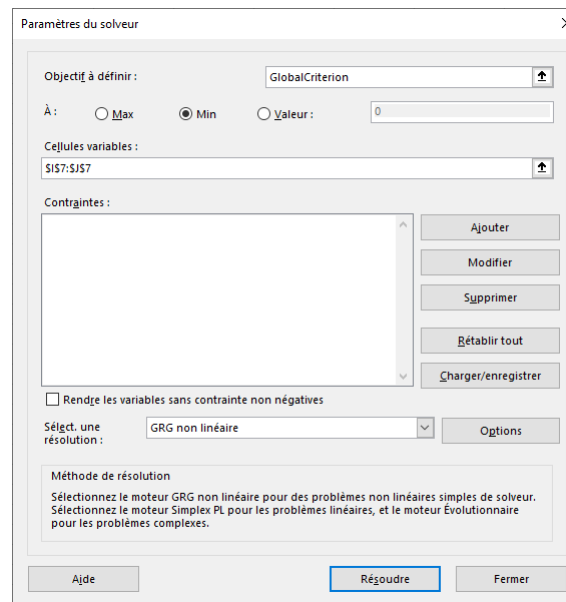 Paramètres du solveur
Objectif à définir :
GlobalCriterion
À :
Max
Min
Valeur :
0
Cellules variables :
$I$7:$J$7
Contraintes :
Ajouter
Modifier
Supprimer
Rétablir tout
Charger/enregistrer
Rendre les variables sans contrainte non négatives
Sélect. une
résolution :
GRG non linéaire
Options
Méthode de résolution
Sélectionnez le moteur GRG non linéaire pour des problèmes non linéaires simples de solveur.
Sélectionnez le moteur Simplex PL pour les problèmes linéaires, et le moteur Évolutionnaire
pour les problèmes complexes.
Aide
Résoudre
Fermer